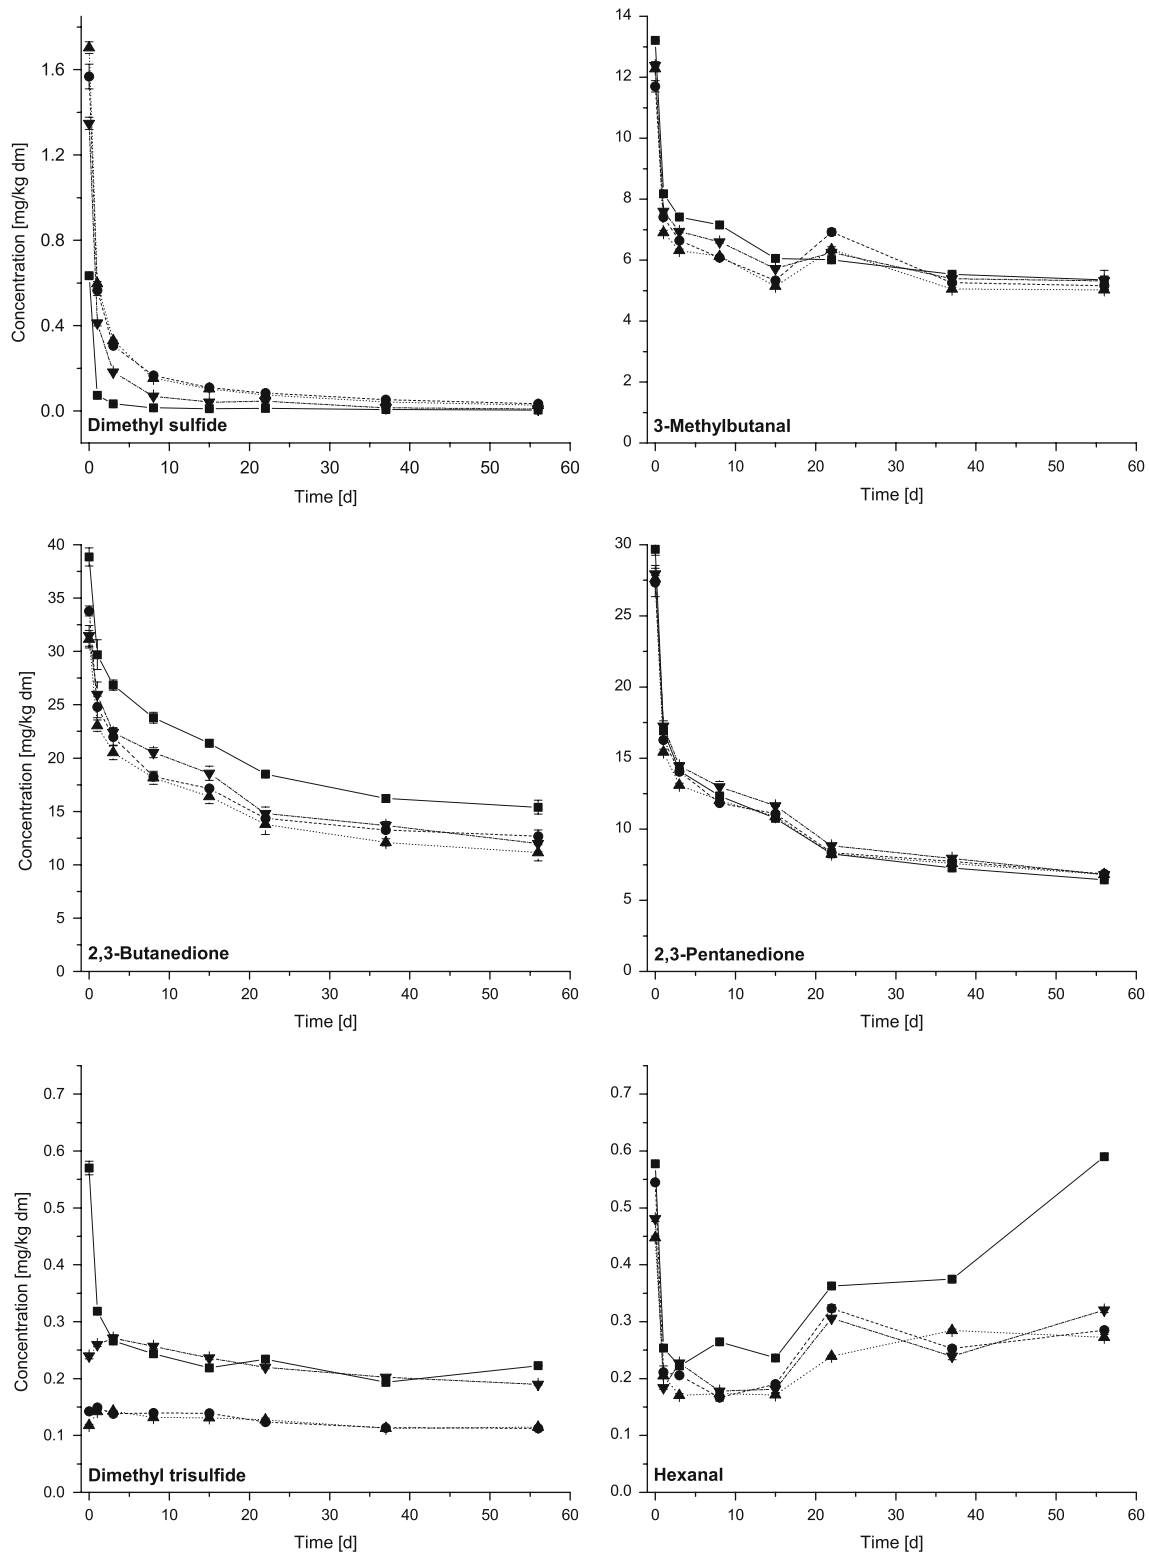 1.6
1.2
0.8
0.4
0.0
Concentration [mg/kg dm]
Dimethyl sulfide
0 10 20 30 40 50 60
Time [d]
14
12
10
8
6
4
2
0
3-Methylbutanal
0 10 20 30 40 50 60
Time [d]
40
35
30
25
20
15
10
5
0
Concentration [mg/kg dm]
2,3-Butanedione
0 10 20 30 40 50 60
Time [d]
30
25
20
15
10
5
0
2,3-Pentanedione
0 10 20 30 40 50 60
Time [d]
0.7
0.6
0.5
0.4
0.3
0.2
0.1
0.0
Concentration [mg/kg dm]
Dimethyl trisulfide
0 10 20 30 40 50 60
Time [d]
0.7
0.6
0.5
0.4
0.3
0.2
0.1
0.0
Hexanal
0 10 20 30 40 50 60
Time [d]